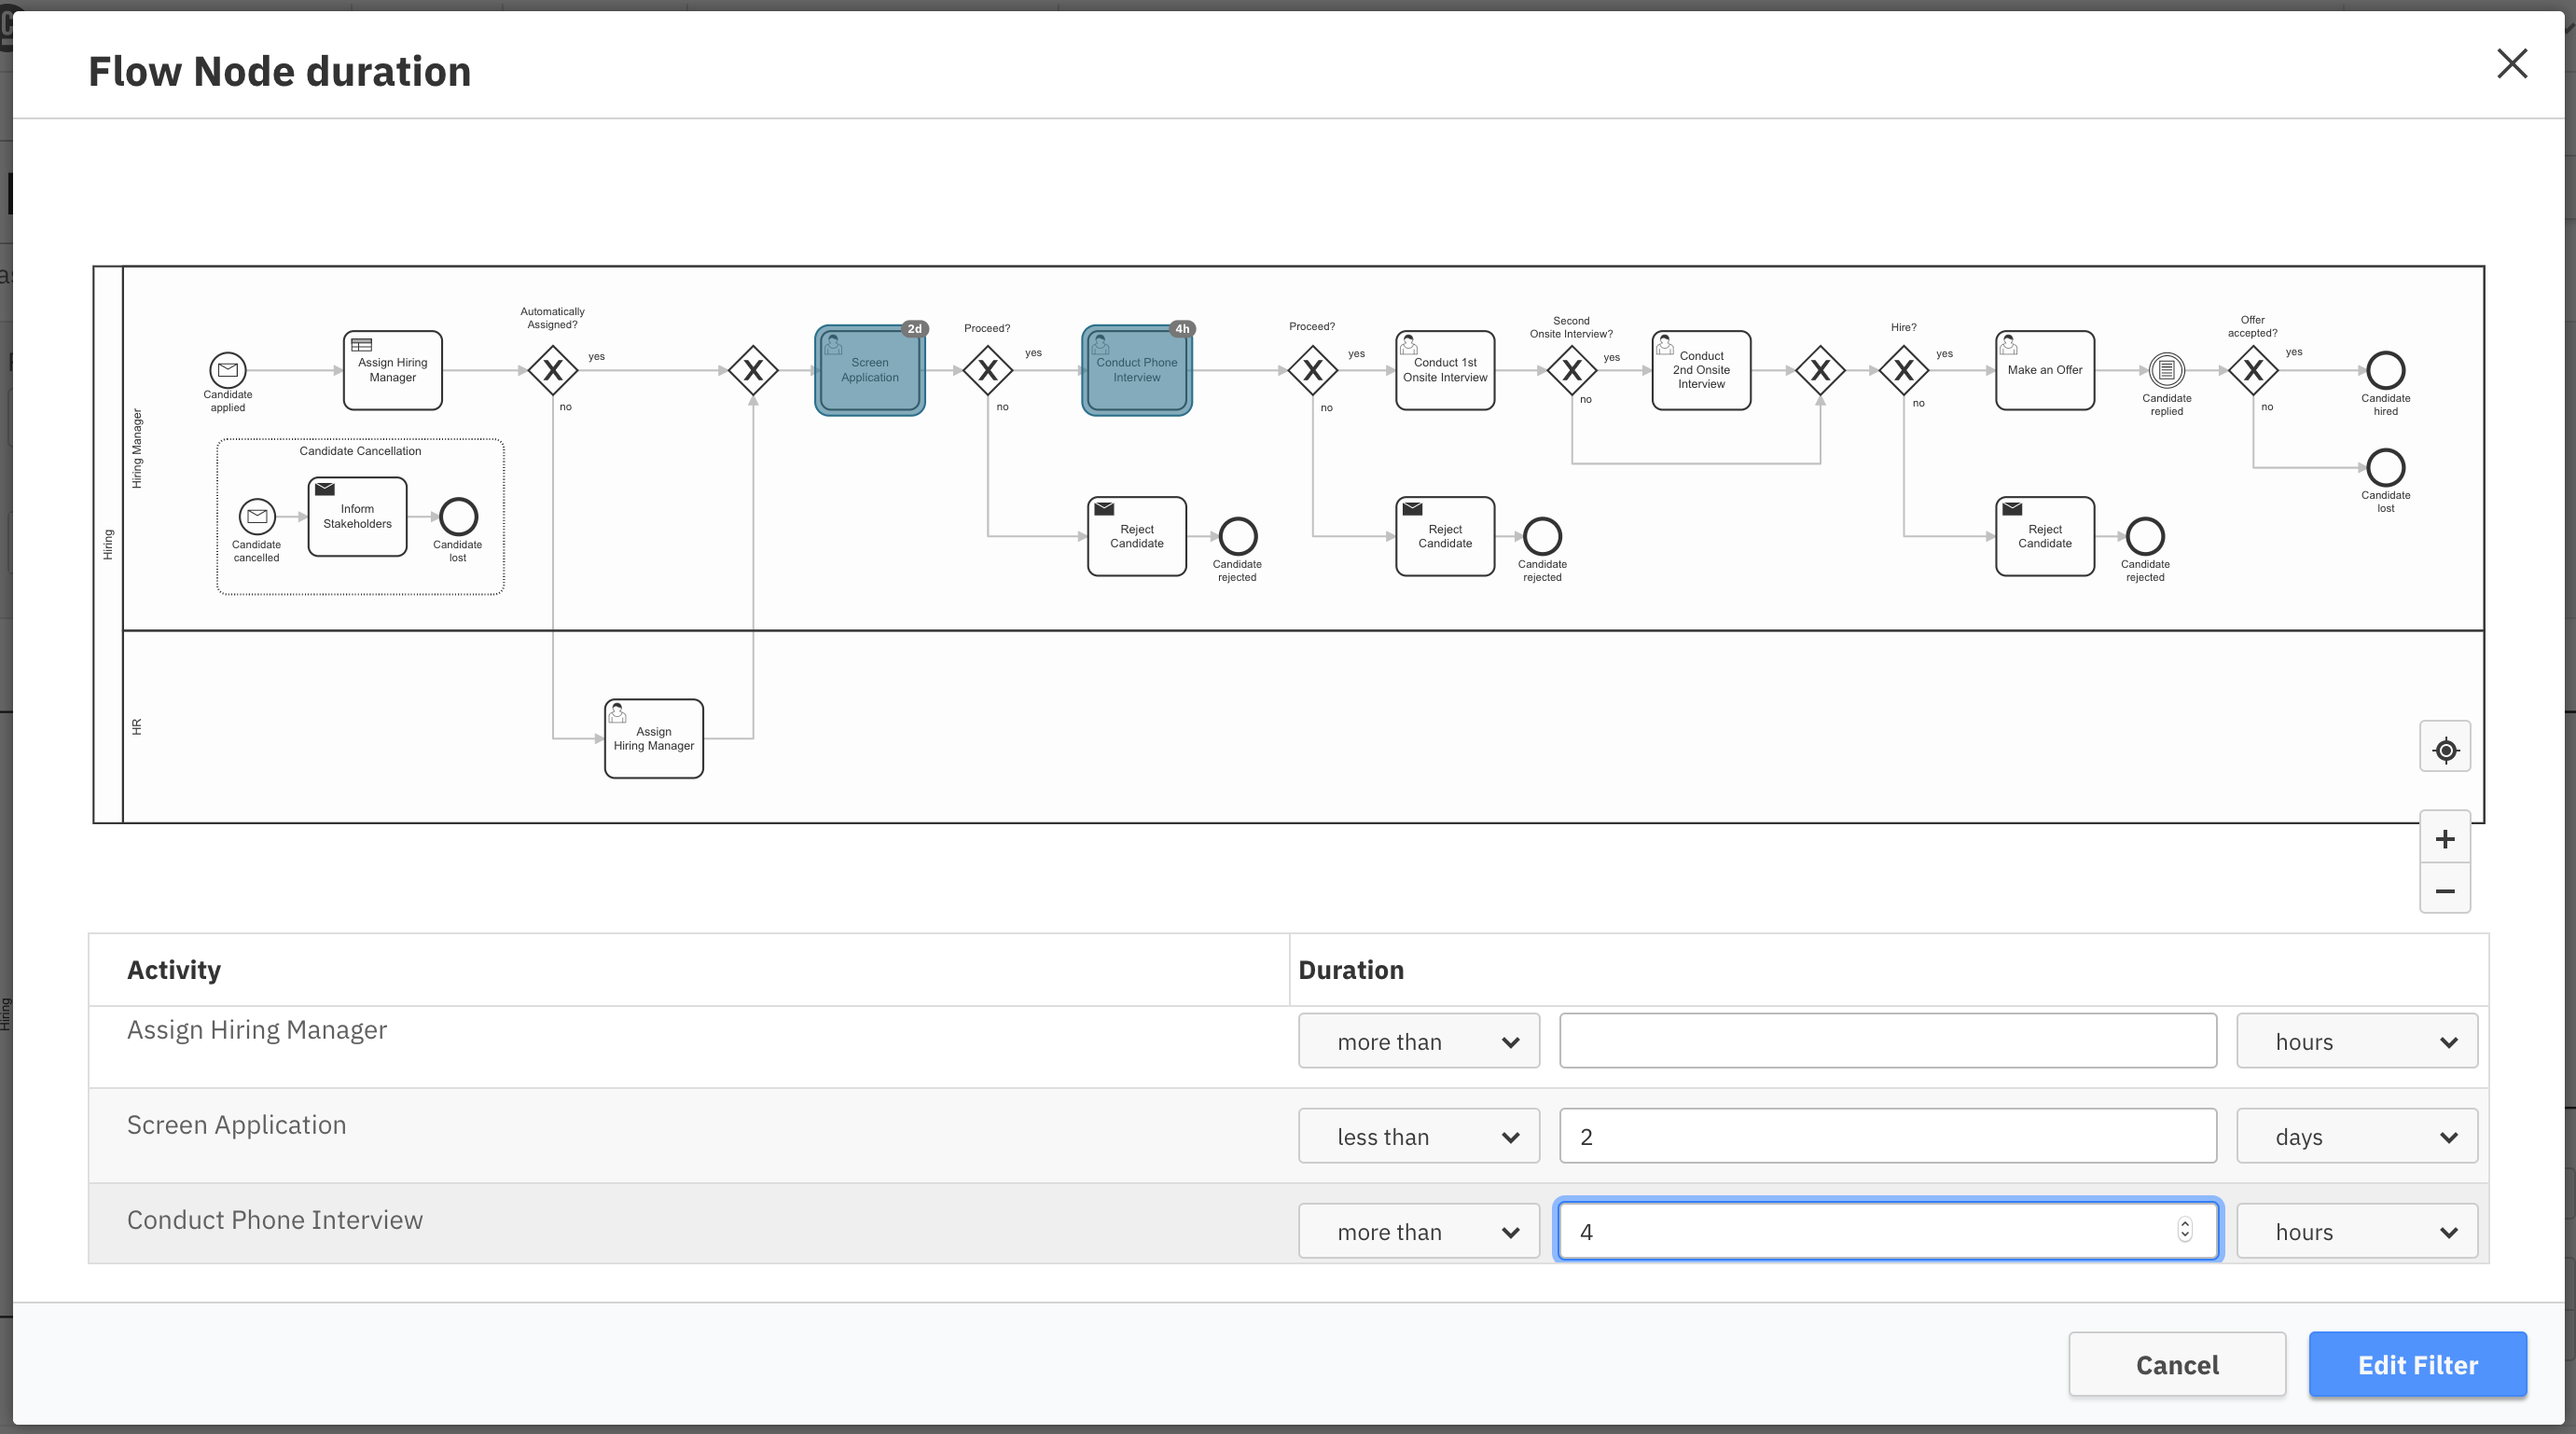 Flow Node duration
Hiring
Hiring Manager
HR
Candidate
applied
Assign Hiring
Manager
Automatically
Assigned?
yes
no
X
X
2d
Screen
Application
Proceed?
X
yes
no
4h
Conduct Phone
Interview
Proceed?
X
yes
no
Conduct 1st
Onsite Interview
Second
Onsite Interview?
X
yes
no
Conduct
2nd Onsite
Interview
X
Hire?
X
yes
no
Make an Offer
Candidate
replied
Offer
accepted?
X
yes
no
Candidate
hired
Candidate
lost
Candidate Cancellation
Candidate
cancelled
Inform
Stakeholders
Candidate
lost
Reject
Candidate
Candidate
rejected
Reject
Candidate
Candidate
rejected
Reject
Candidate
Candidate
rejected
Assign
Hiring Manager
Activity
Duration
Assign Hiring Manager
more than
hours
Screen Application
less than
2
days
Conduct Phone Interview
more than
4
hours
Hiring
Cancel
Edit Filter